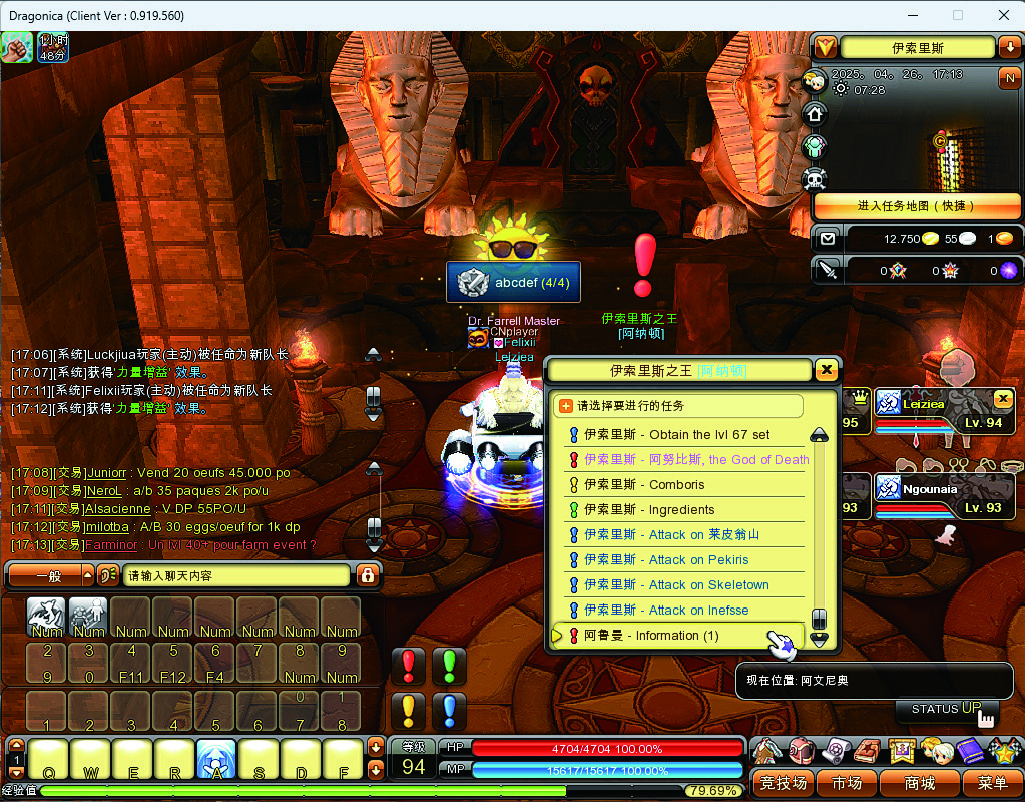 Dragonica (Client Ver : 0.919.560)
1小时
48分
伊索里斯
2025。04。26。17:13
07:28
N
进入任务地图 ( 快捷 )
12.750 55 1
0 0 0
abcdef (4/4)
Dr. Farrell Master
CNplayer
Felixii
Leiziea
伊索里斯之王
[阿纳顿]
[17:06][系统]Luckjiua玩家(主动)被任命为新队长
[17:07][系统]获得'力量增益' 效果。
[17:11][系统]Felixii玩家(主动)被任命为新队长
[17:12][系统]获得'力量增益' 效果。
[17:08][交易]Juniorr : Vend 20 oeufs 45.000 po
[17:09][交易]NeroL : a/b 35 paques 2k po/u
[17:11][交易]Alsacienne : V DP 55PO/U
[17:12][交易]milotba : A/B 30 eggs/oeuf for 1k dp
[17:13][交易]Farminor : Un lvl 40+ pour farm event ?
一般
请输入聊天内容
伊索里斯之王 [阿纳顿]
请选择要进行的任务
伊索里斯 - Obtain the lvl 67 set
伊索里斯 - 阿努比斯, the God of Death
伊索里斯 - Comboris
伊索里斯 - Ingredients
伊索里斯 - Attack on 莱皮翁山
伊索里斯 - Attack on Pekiris
伊索里斯 - Attack on Skeletown
伊索里斯 - Attack on Inefsse
阿鲁曼 - Information (1)
95
Leiziea
Lv. 94
93
Ngounaia
Lv. 93
现在位置: 阿文尼奥
STATUS UP
Num Num Num Num Num Num Num Num
2 3 4 5 6 7 8 9
9 0 F11 F12 F4 Num Num
0 1
1 2 3 4 5 6 7 8
1
Q W E R A S D F
等级
94
HP 4704/4704 100.00%
MP 15617/15617 100.00%
竞技场 市场 商城 菜单
经验值 79.69%